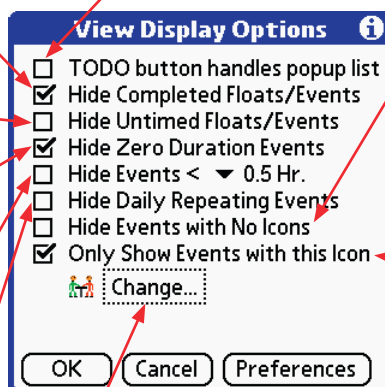 View Display Options
TODO button handles popup list
Hide Completed Floats/Events
Hide Untimed Floats/Events
Hide Zero Duration Events
Hide Events < 0.5 Hr.
Hide Daily Repeating Events
Hide Events with No Icons
Only Show Events with this Icon
Change...
OK Cancel Preferences